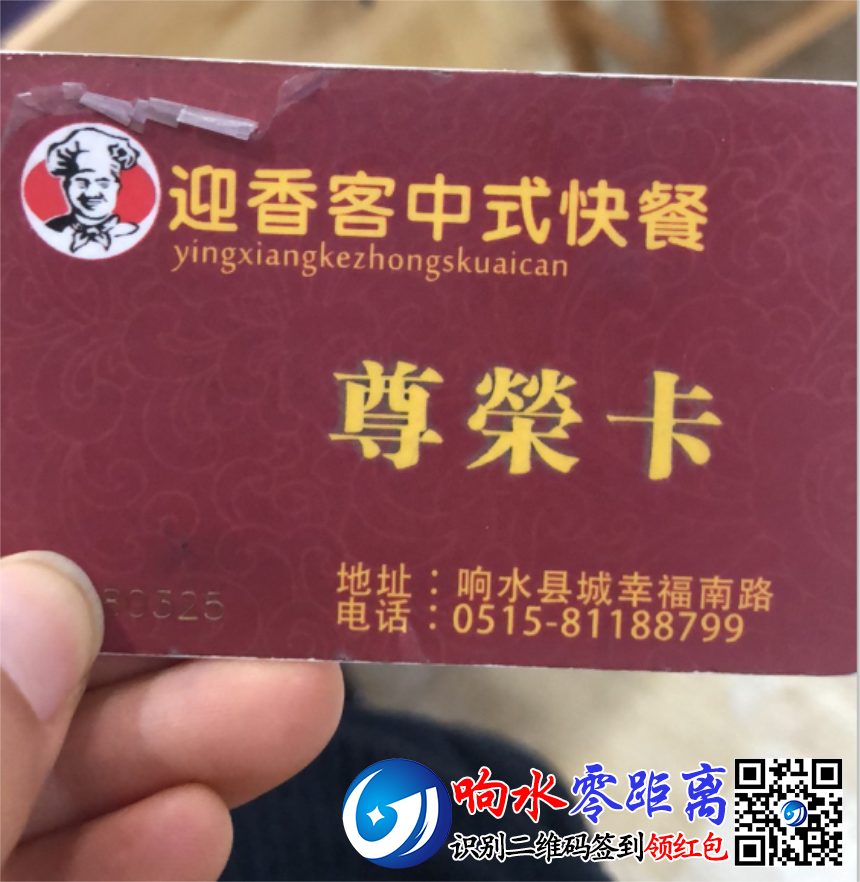 迎香客中式快餐
yingxiangkezhongskuaican
尊榮卡
地址：响水县城幸福南路
电话：0515-81188799
响水零距离
识别二维码签到领红包